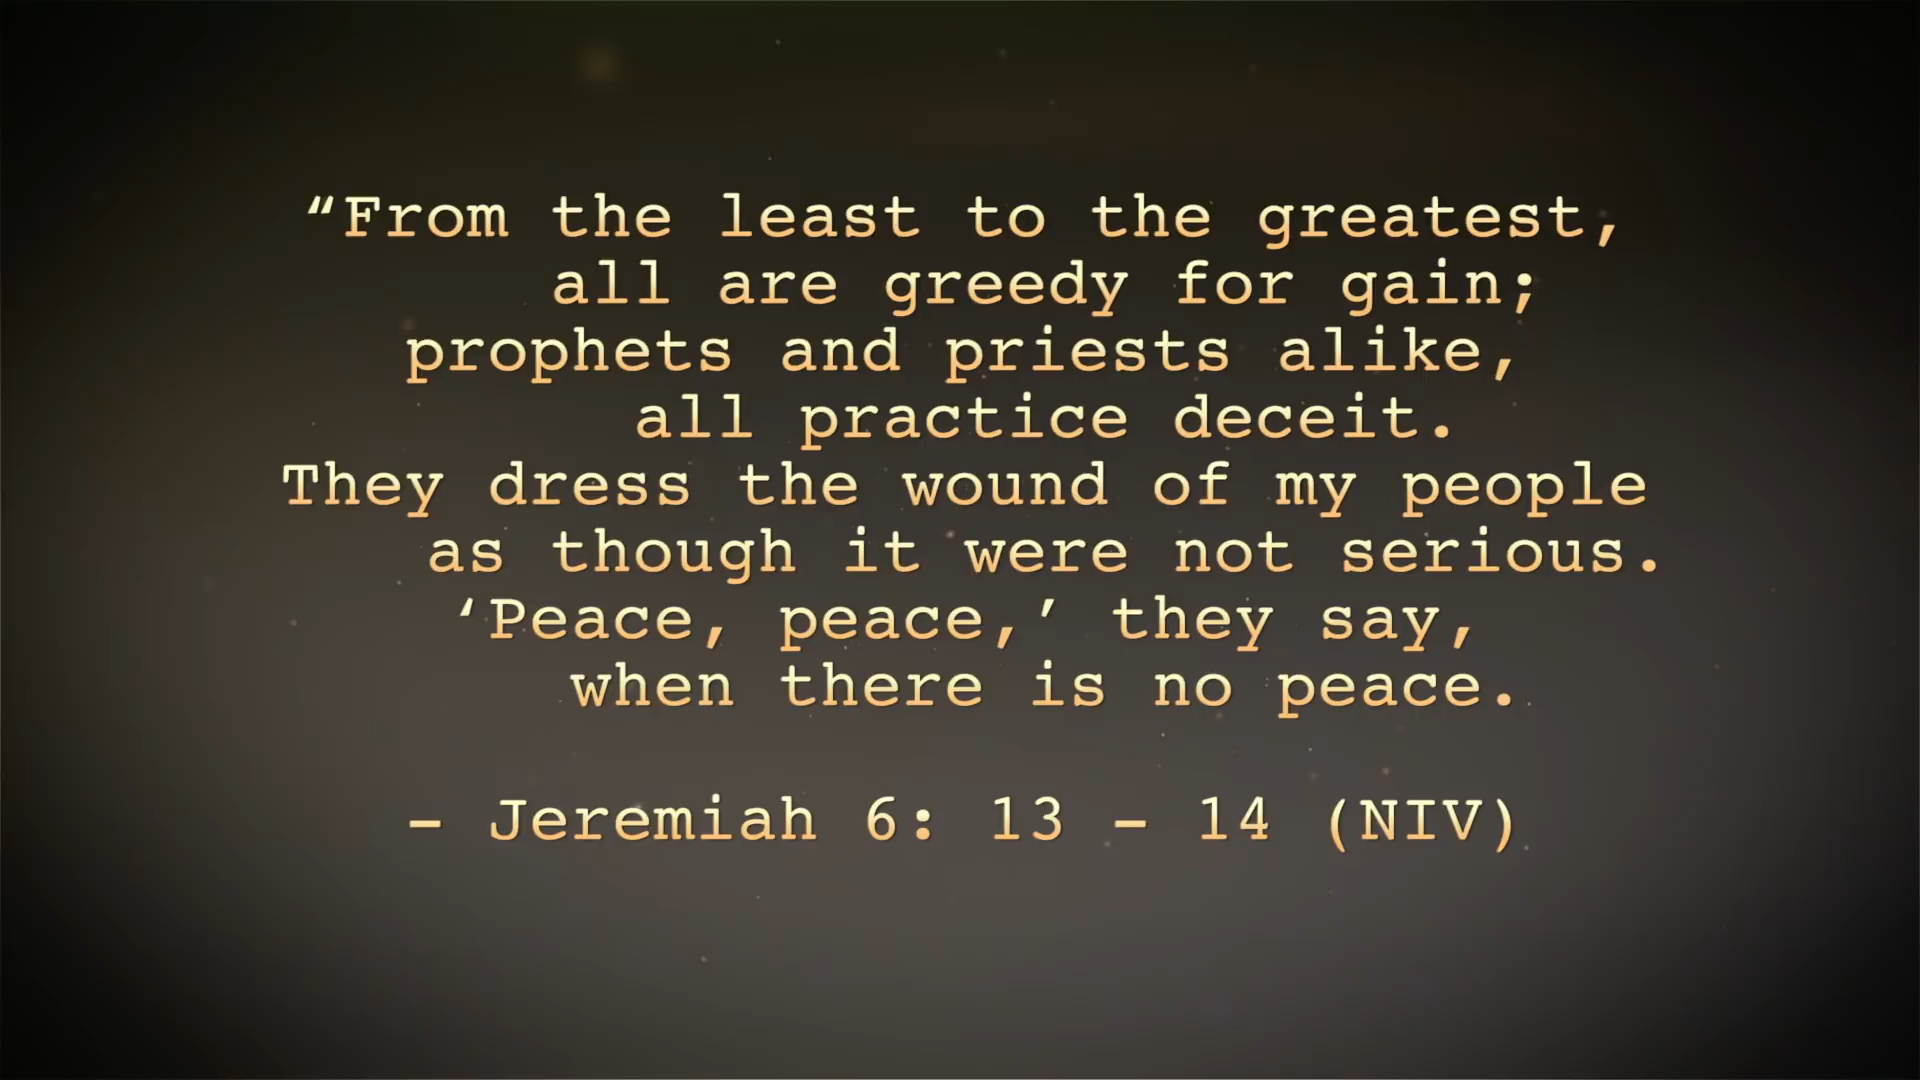 “From the least to the greatest,
all are greedy for gain;
prophets and priests alike,
all practice deceit.
They dress the wound of my people
as though it were not serious.
‘Peace, peace,’ they say,
when there is no peace.
– Jeremiah 6: 13 – 14 (NIV)